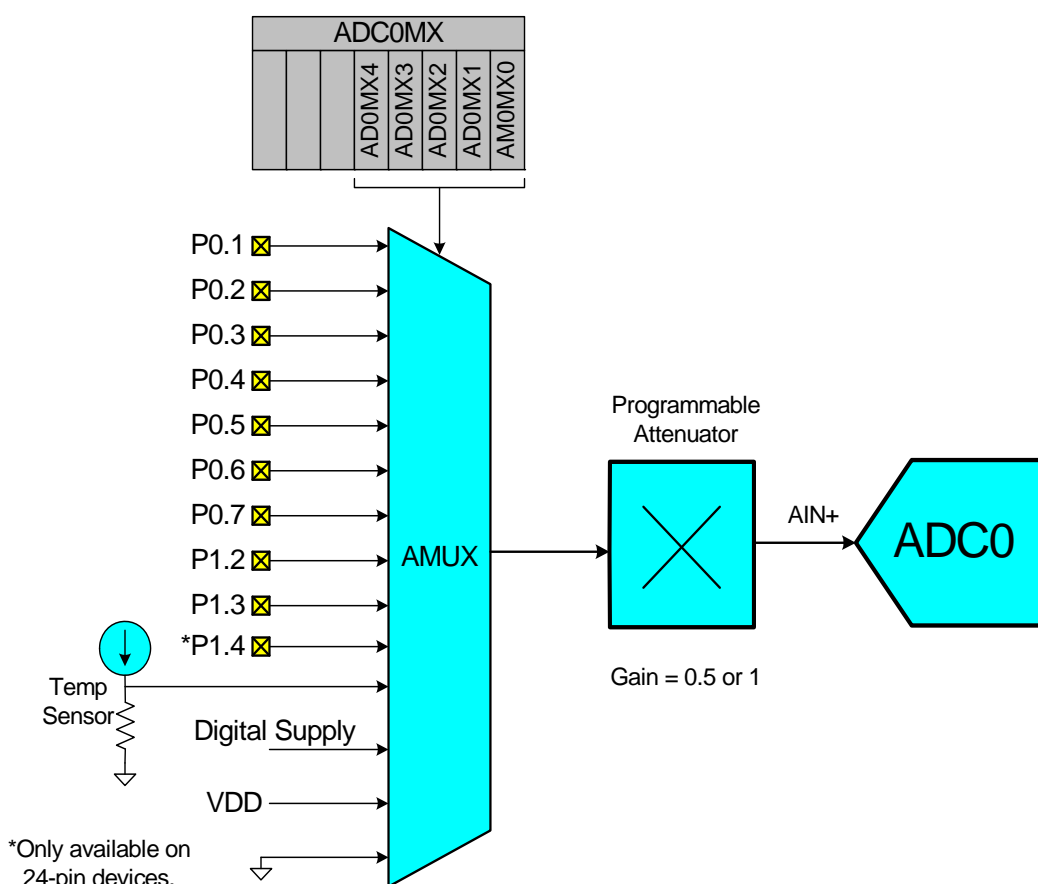 ADC0MX
AD0MX4
AD0MX3
AD0MX2
AD0MX1
AM0MX0
P0.1
P0.2
P0.3
P0.4
P0.5
P0.6
P0.7
P1.2
P1.3
*P1.4
Temp
Sensor
Digital Supply
VDD
*Only available on
24-pin devices.
AMUX
Programmable
Attenuator
Gain = 0.5 or 1
AIN+
ADC0